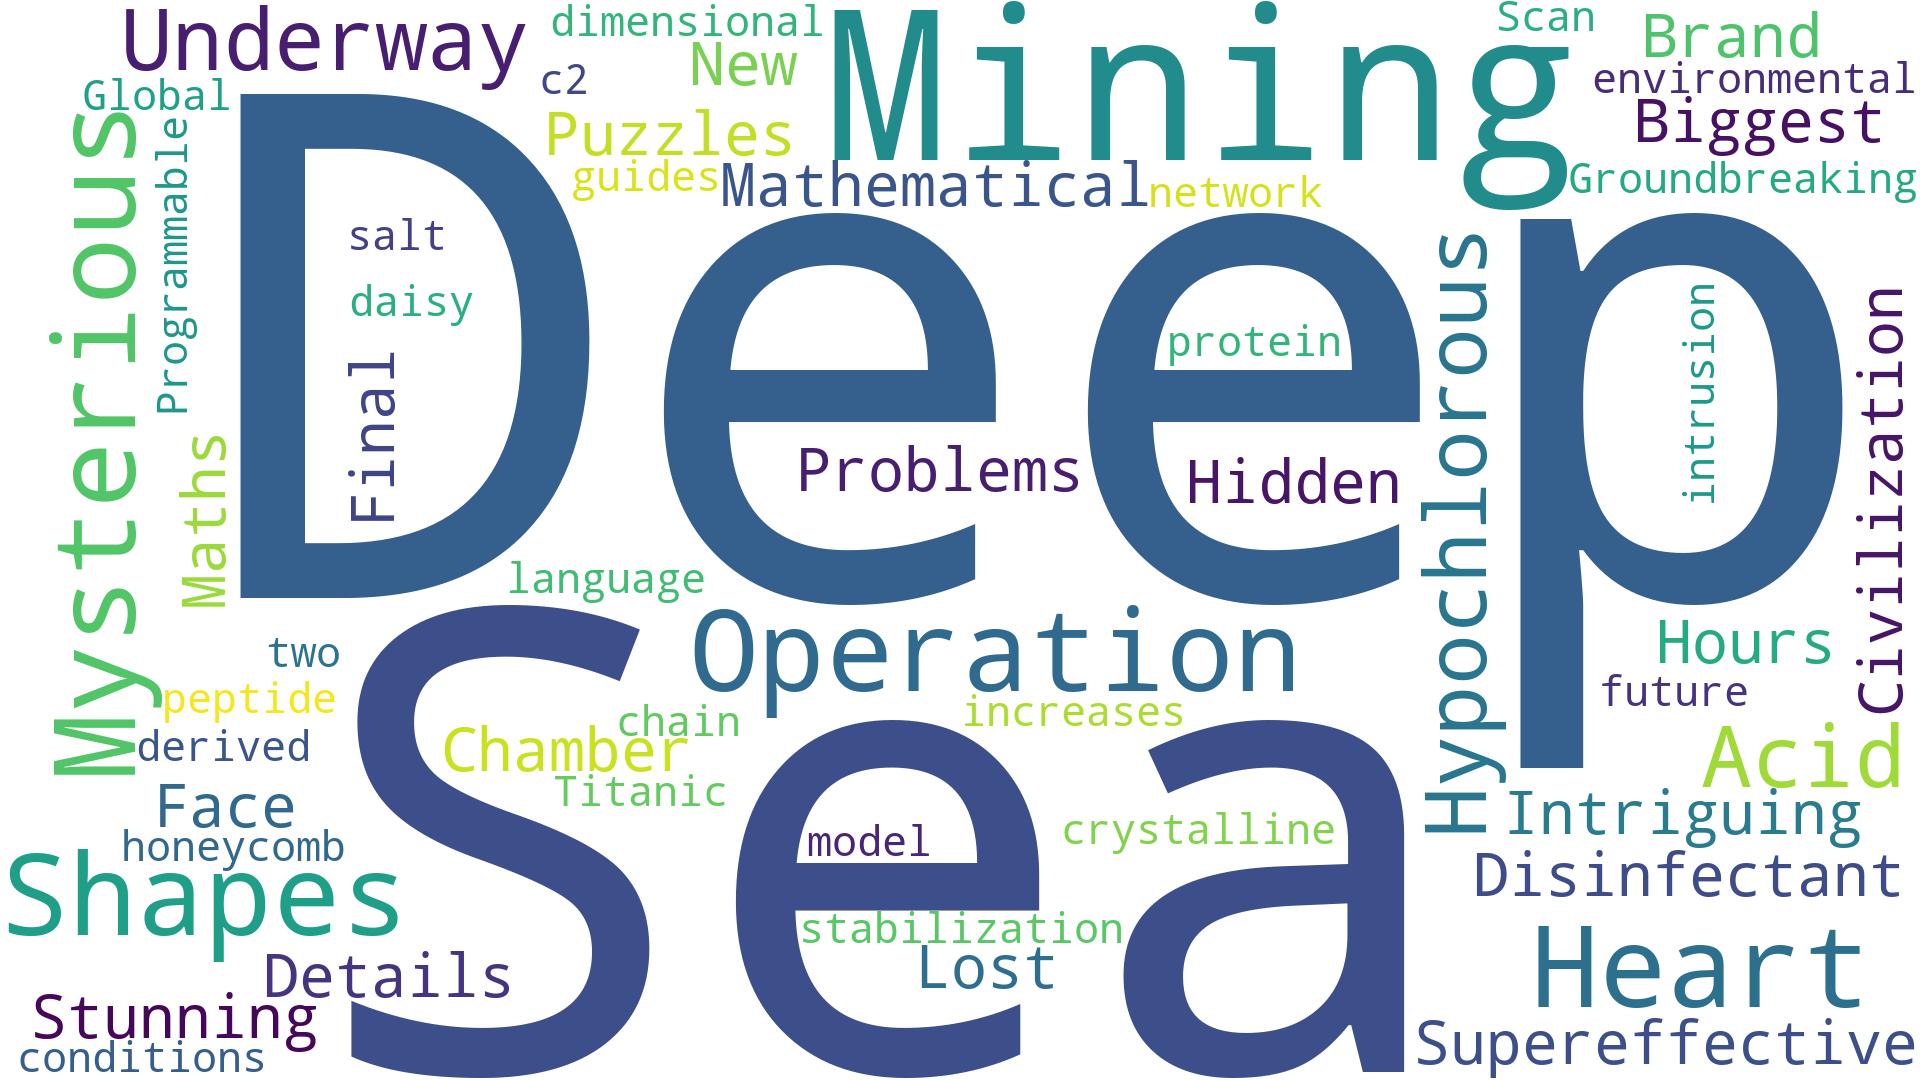 Underway
dimensional
Mining
Scan
Brand
New
c2
Global
environmental
Puzzles
Biggest
guides
Mathematical
network
Groundbreaking
Mysterious
Programmable
Deep
salt
daisy
Final
protein
Hypochlorous
intrusion
Civilization
Maths
Problems
Hidden
language
Sea
Operation
two
Hours
peptide
future
derived
chain
increases
Chamber
Acid
Titanic
Face
honeycomb
model
crystalline
Intriguing
Shapes
Disinfectant
stabilization
Details
Lost
Heart
Stunning
conditions
Supereffective